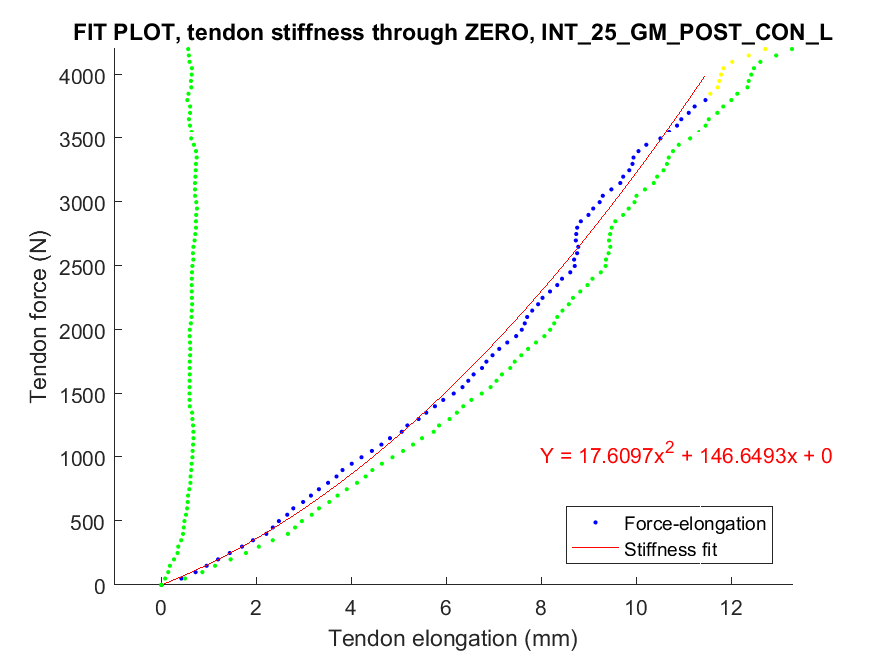 FIT PLOT, tendon stiffness through ZERO, INT_25_GM_POST_CON_L
4000
3500
3000
2500
2000
1500
1000
500
0
Tendon force (N)
Y = 17.6097x² + 146.6493x + 0
Force-elongation
Stiffness fit
0 2 4 6 8 10 12
Tendon elongation (mm)